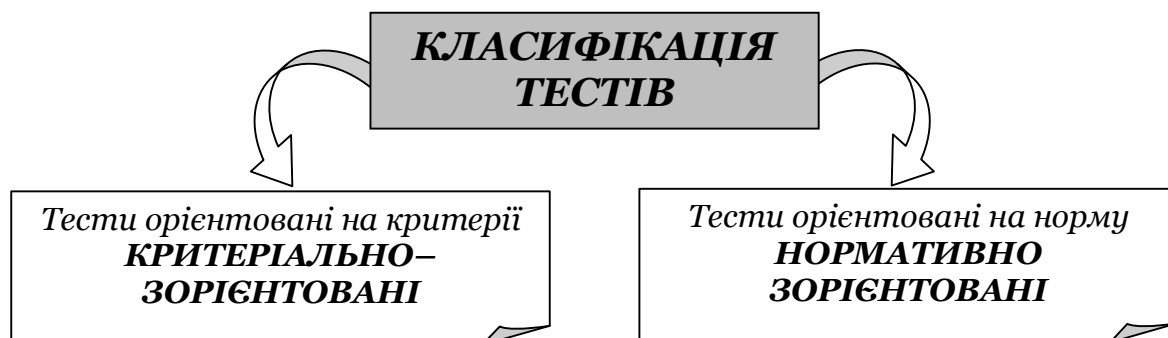 КЛАСИФІКАЦІЯ
ТЕСТІВ
Тести орієнтовані на критерії
КРИТЕРІАЛЬНО–
ЗОРІЄНТОВАНІ
Тести орієнтовані на норму
НОРМАТИВНО
ЗОРІЄНТОВАНІ